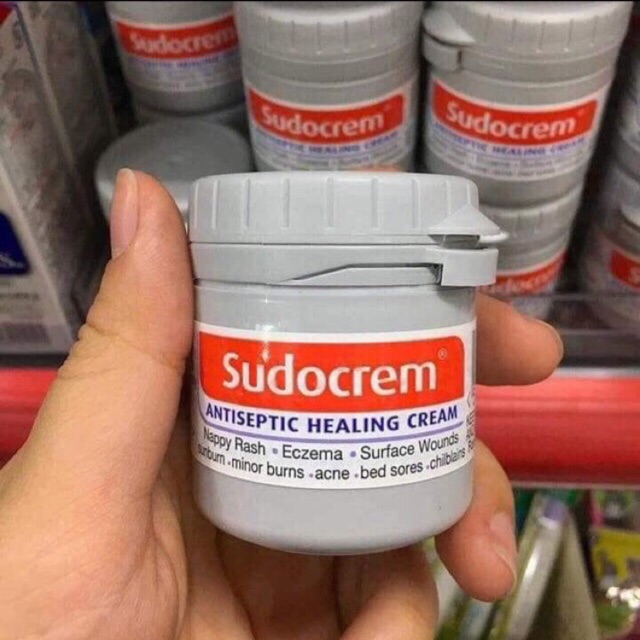 Sudocrem
Sudocrem
Sudocrem
Sudocrem®
ANTISEPTIC HEALING CREAM
Nappy Rash • Eczema • Surface Wounds
sunburn •minor burns •acne •bed sores •chilblains